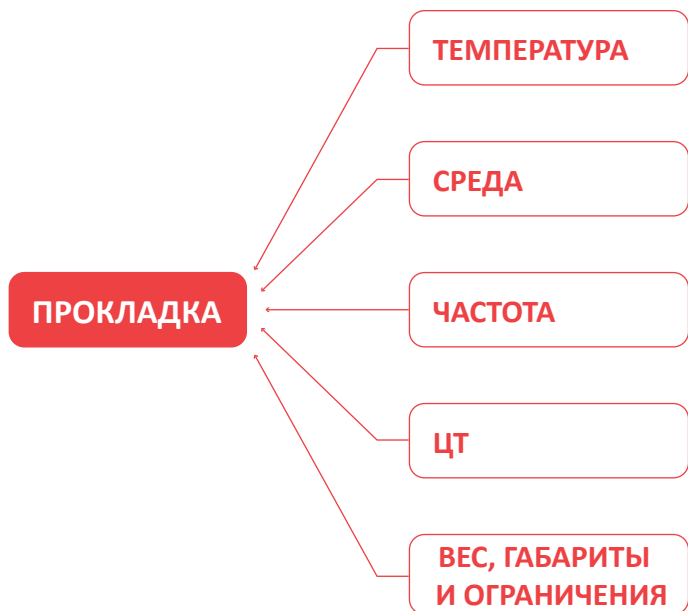 ТЕМПЕРАТУРА
СРЕДА
ПРОКЛАДКА
ЧАСТОТА
ЦТ
ВЕС, ГАБАРИТЫ
И ОГРАНИЧЕНИЯ